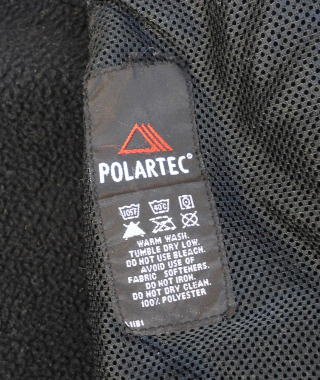 POLARTEC®
105F 40°C
WARM WASH.
TUMBLE DRY LOW.
DO NOT USE BLEACH.
AVOID USE OF
FABRIC SOFTENERS.
DO NOT IRON.
DO NOT DRY CLEAN.
100% POLYESTER